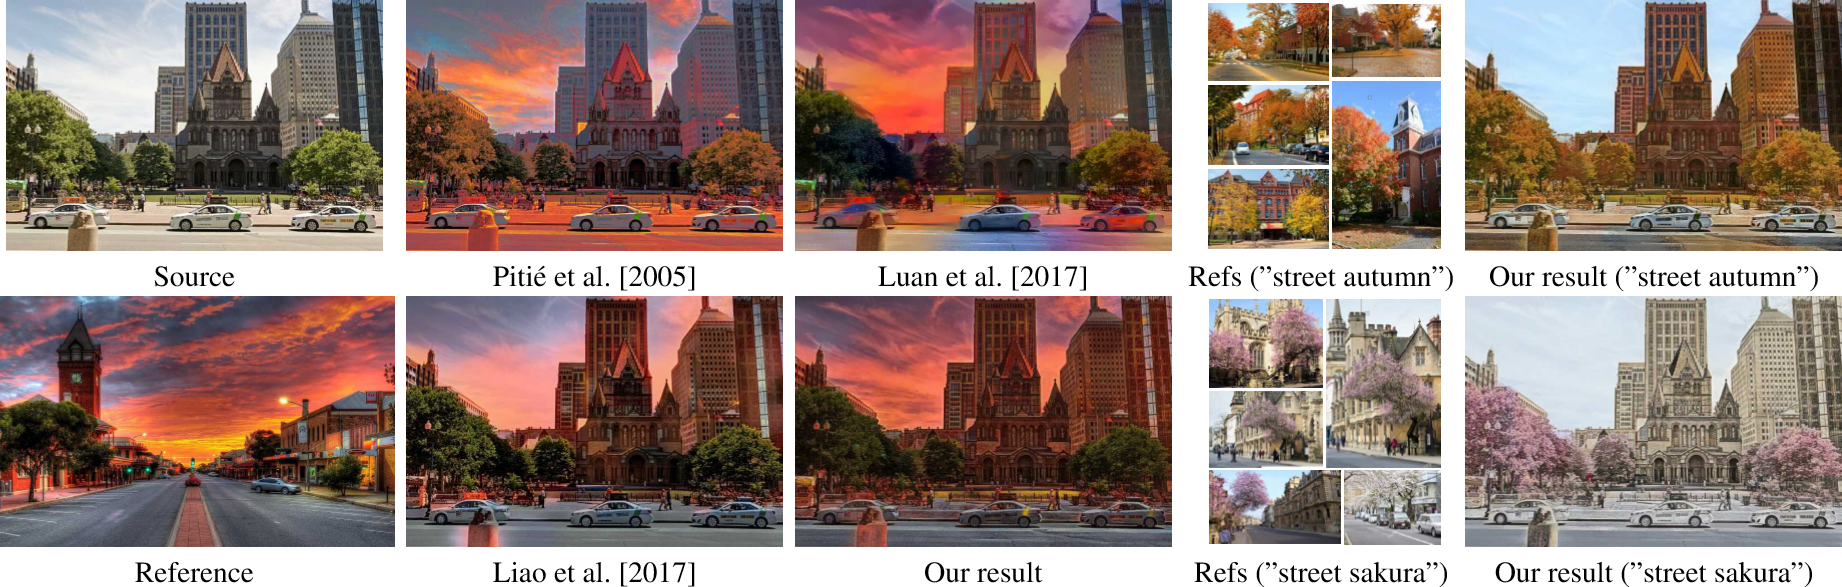 Source
Pitié et al. [2005]
Luan et al. [2017]
Refs (”street autumn”)
Our result (”street autumn”)
Reference
Liao et al. [2017]
Our result
Refs (”street sakura”)
Our result (”street sakura”)